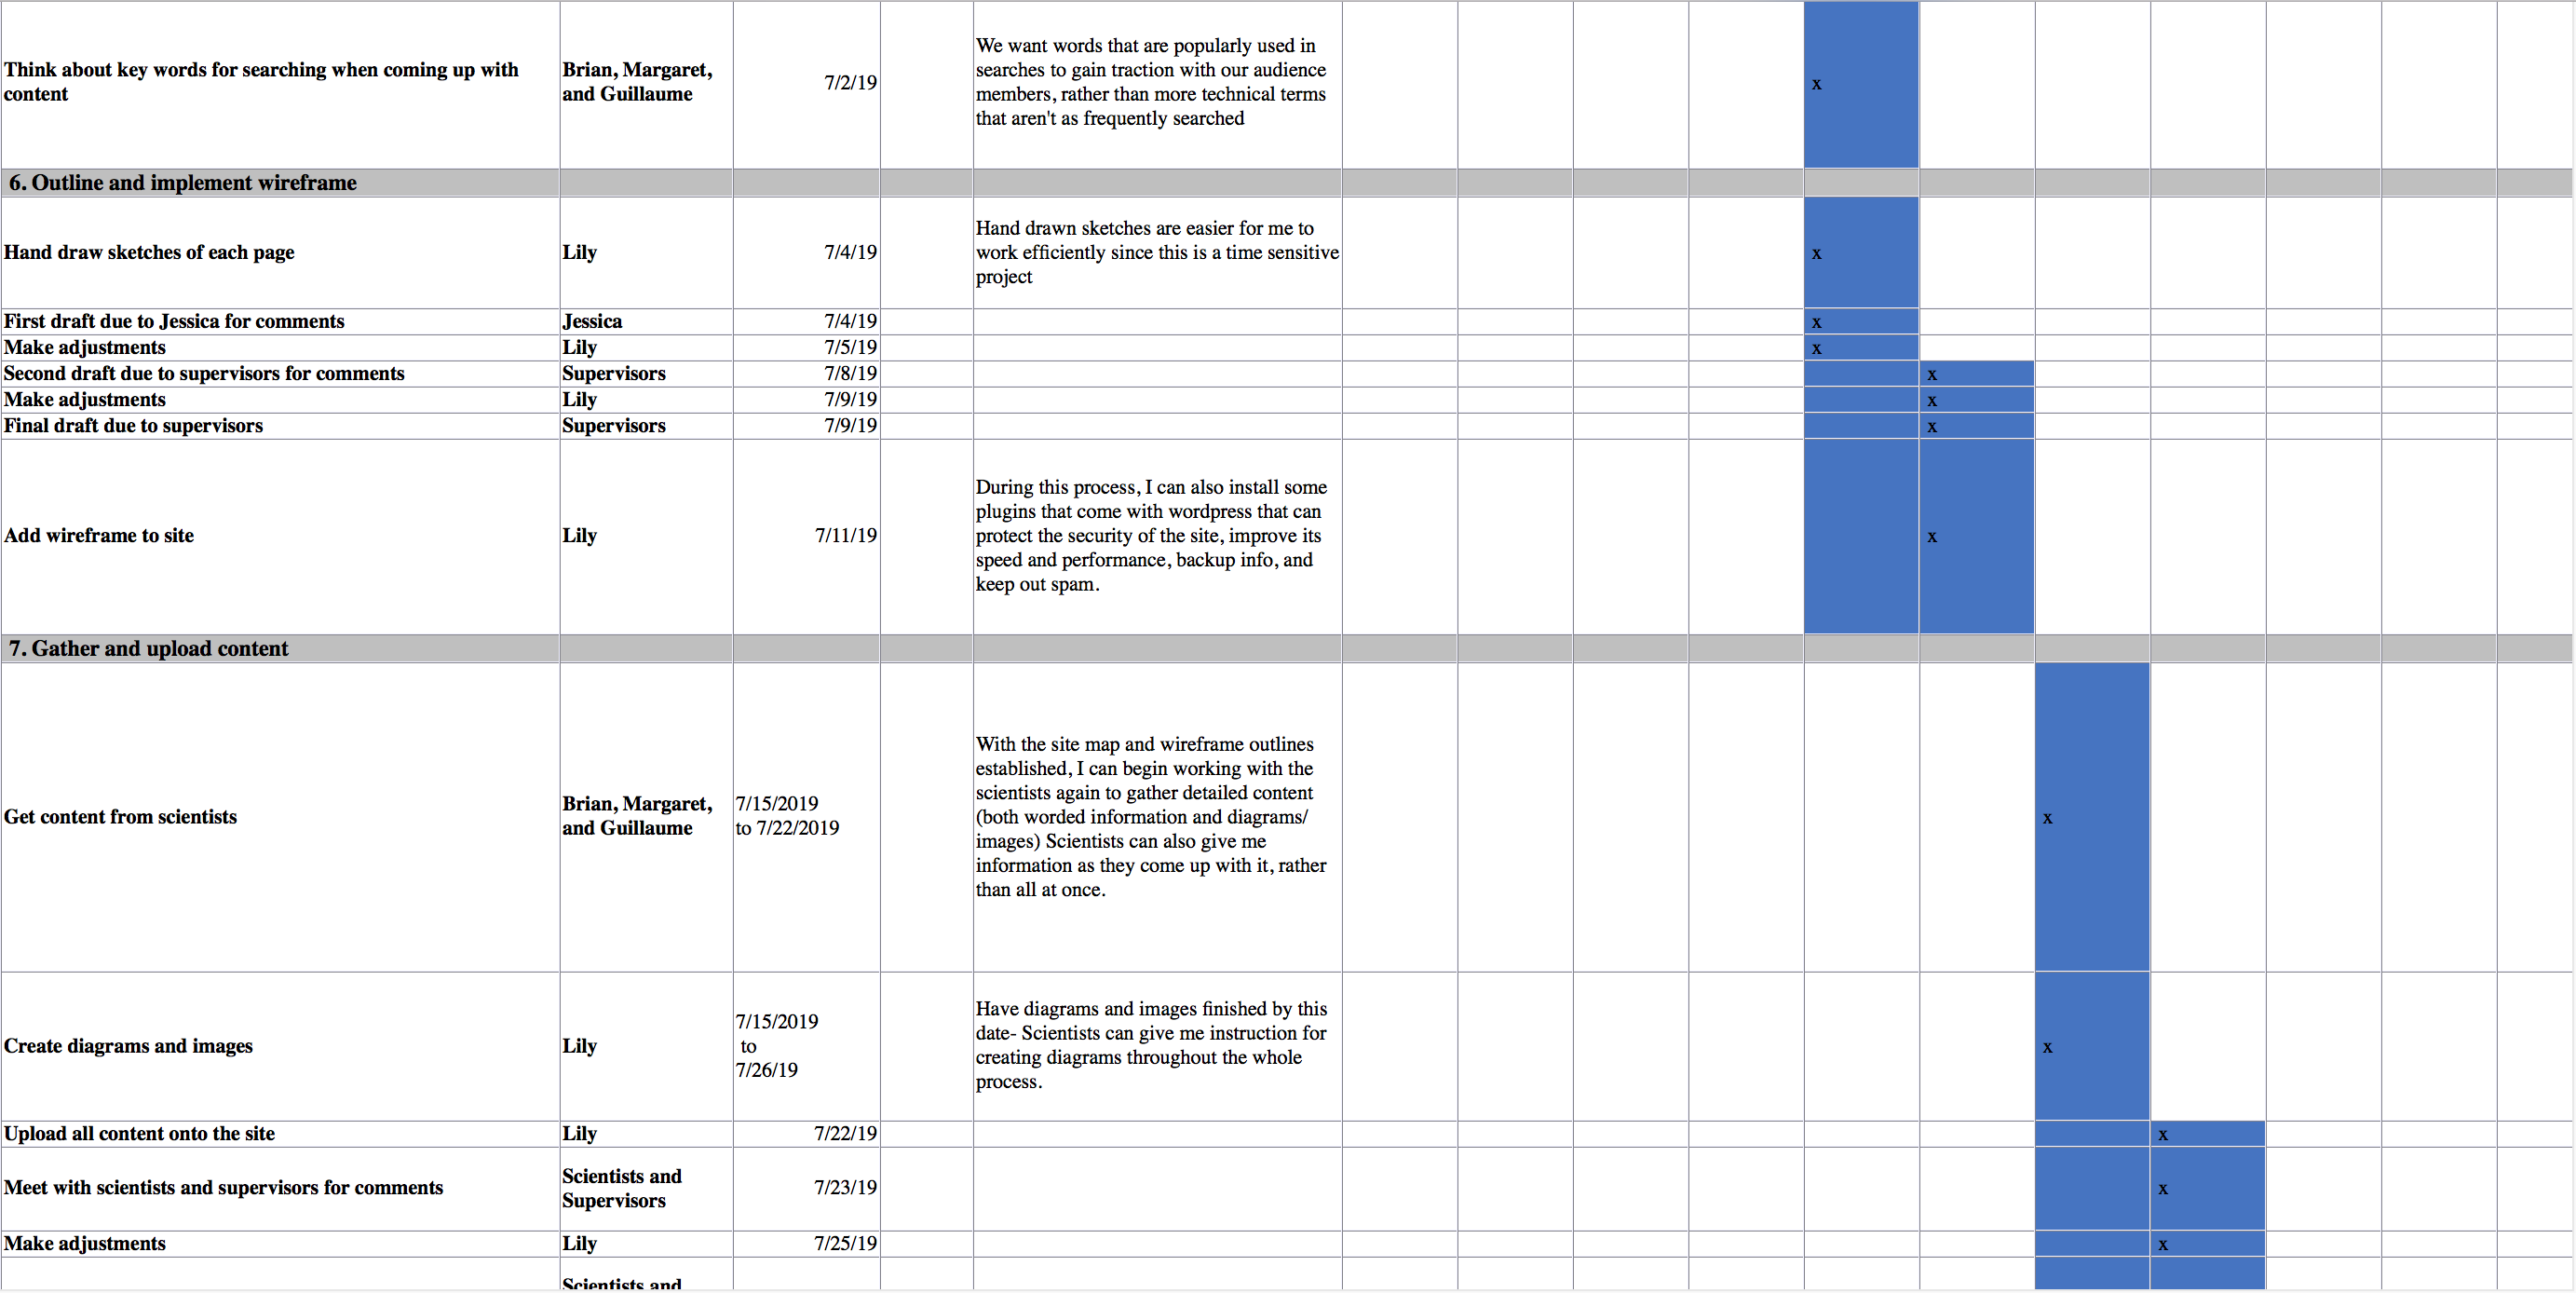 Think about key words for searching when coming up with
content
Brian, Margaret,
and Guillaume
7/2/19
We want words that are popularly used in
searches to gain traction with our audience
members, rather than more technical terms
that aren't as frequently searched
x
6. Outline and implement wireframe
Hand draw sketches of each page
Lily
7/4/19
Hand drawn sketches are easier for me to
work efficiently since this is a time sensitive
project
x
First draft due to Jessica for comments
Jessica
7/4/19
x
Make adjustments
Lily
7/5/19
x
Second draft due to supervisors for comments
Supervisors
7/8/19
x
Make adjustments
Lily
7/9/19
x
Final draft due to supervisors
Supervisors
7/9/19
x
Add wireframe to site
Lily
7/11/19
During this process, I can also install some
plugins that come with wordpress that can
protect the security of the site, improve its
speed and performance, backup info, and
keep out spam.
x
7. Gather and upload content
Get content from scientists
Brian, Margaret,
and Guillaume
7/15/2019
to 7/22/2019
With the site map and wireframe outlines
established, I can begin working with the
scientists again to gather detailed content
(both worded information and diagrams/
images) Scientists can also give me
information as they come up with it, rather
than all at once.
x
Create diagrams and images
Lily
7/15/2019
to
7/26/19
Have diagrams and images finished by this
date- Scientists can give me instruction for
creating diagrams throughout the whole
process.
x
Upload all content onto the site
Lily
7/22/19
x
Meet with scientists and supervisors for comments
Scientists and
Supervisors
7/23/19
x
Make adjustments
Lily
7/25/19
x
Scientists and